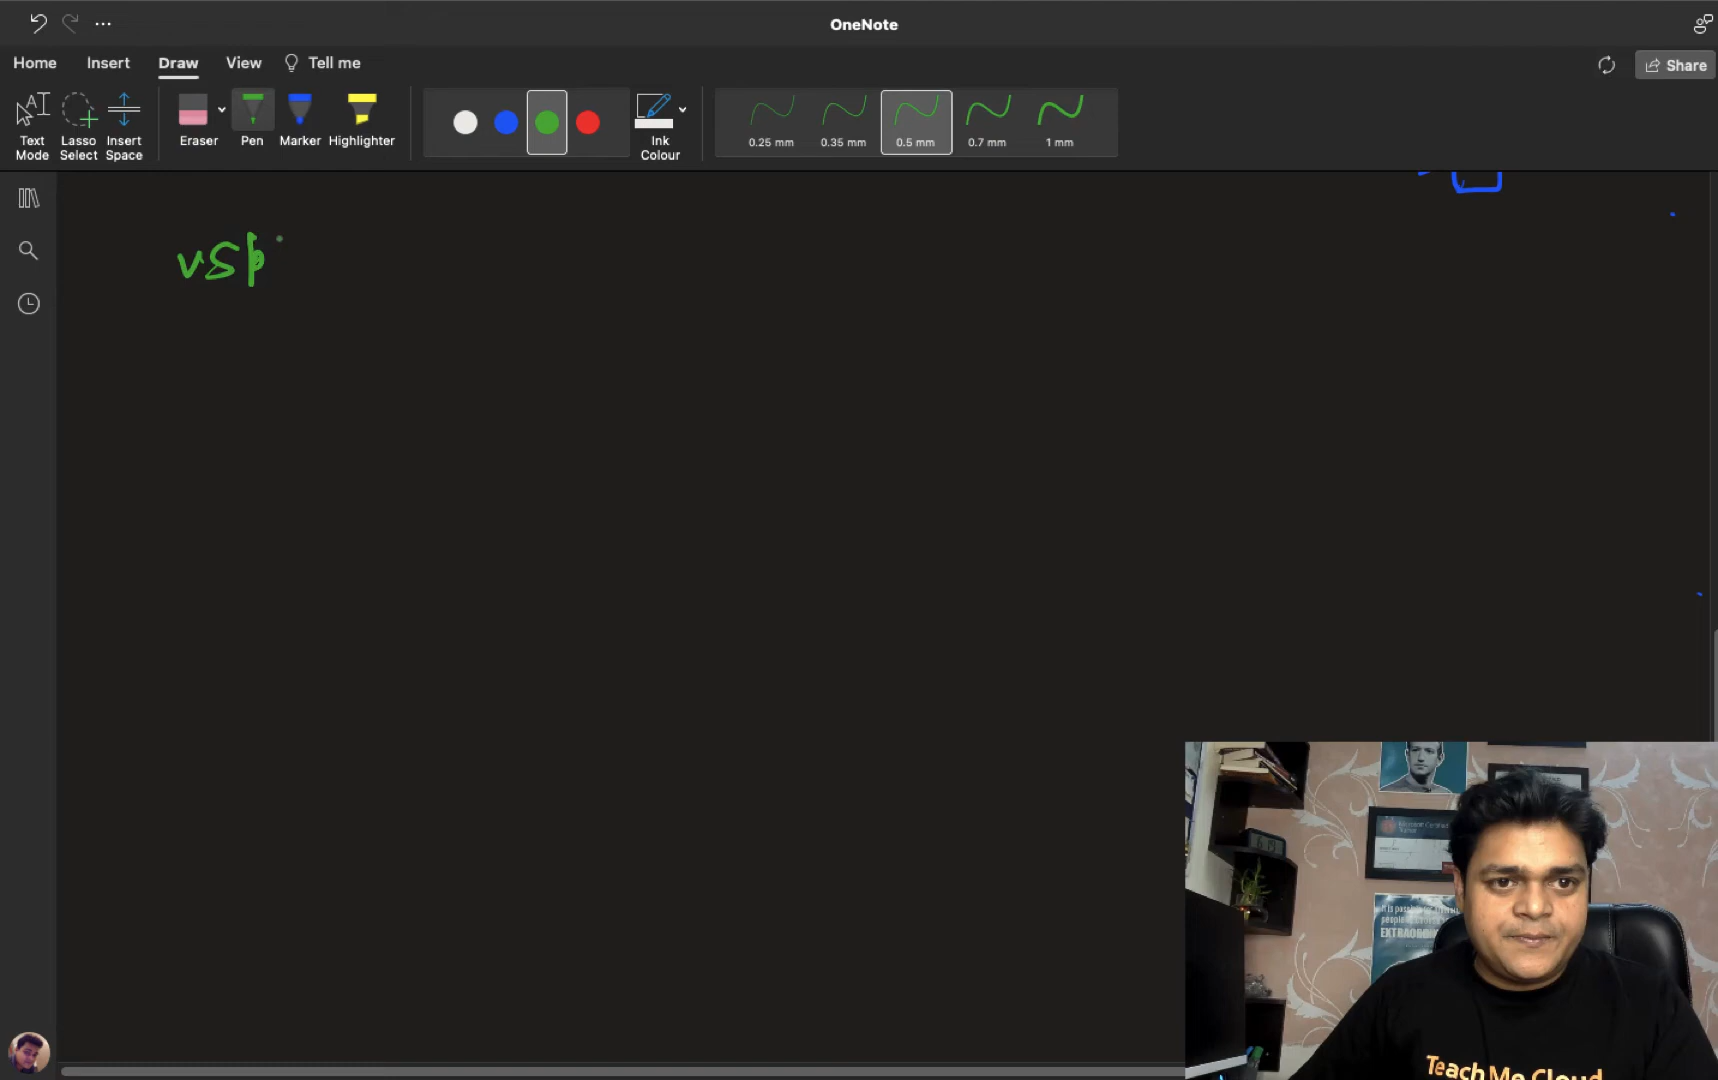 OneNote
Home Insert Draw View Tell me
Share
Text Mode
Lasso Select
Insert Space
Eraser
Pen
Marker
Highlighter
Ink Colour
0.25 mm
0.35 mm
0.5 mm
0.7 mm
1 mm
vSp
EXTRAORDIN
Teach Me Cloud